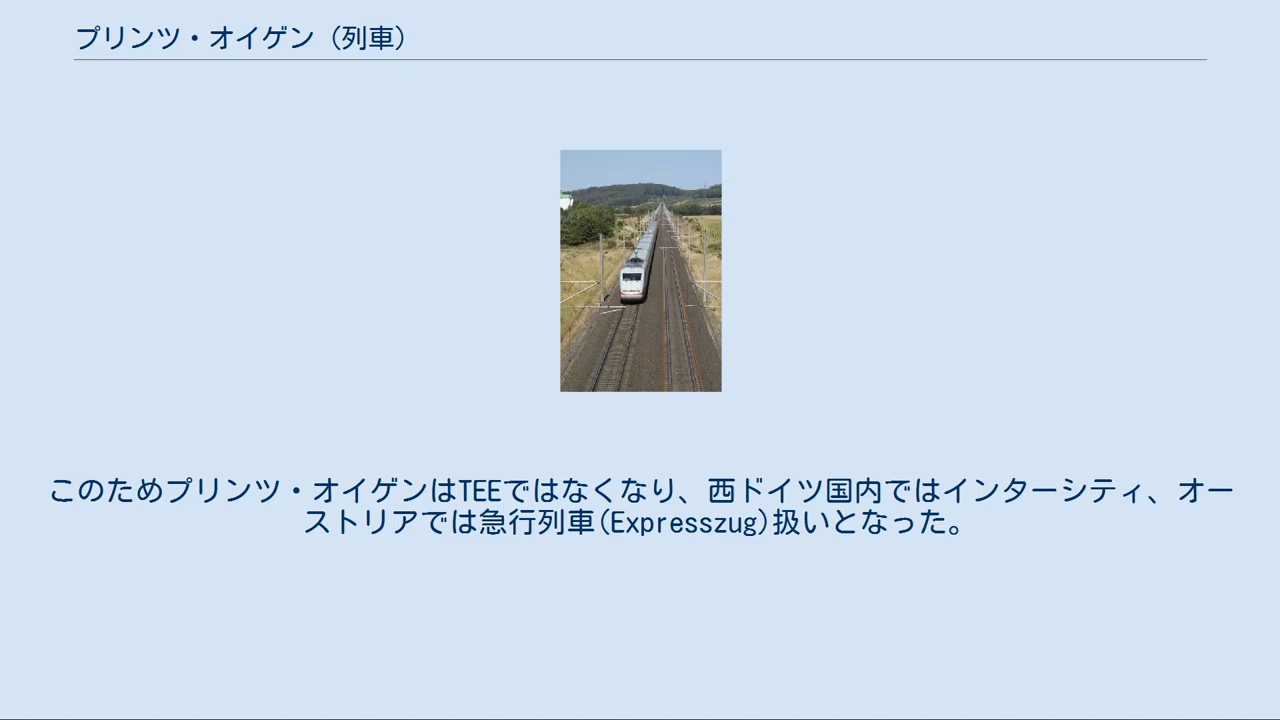 プリンツ・オイゲン（列車）
このためプリンツ・オイゲンはTEEではなくなり、西ドイツ国内ではインターシティ、オー
ストリアでは急行列車(Expresszug)扱いとなった。